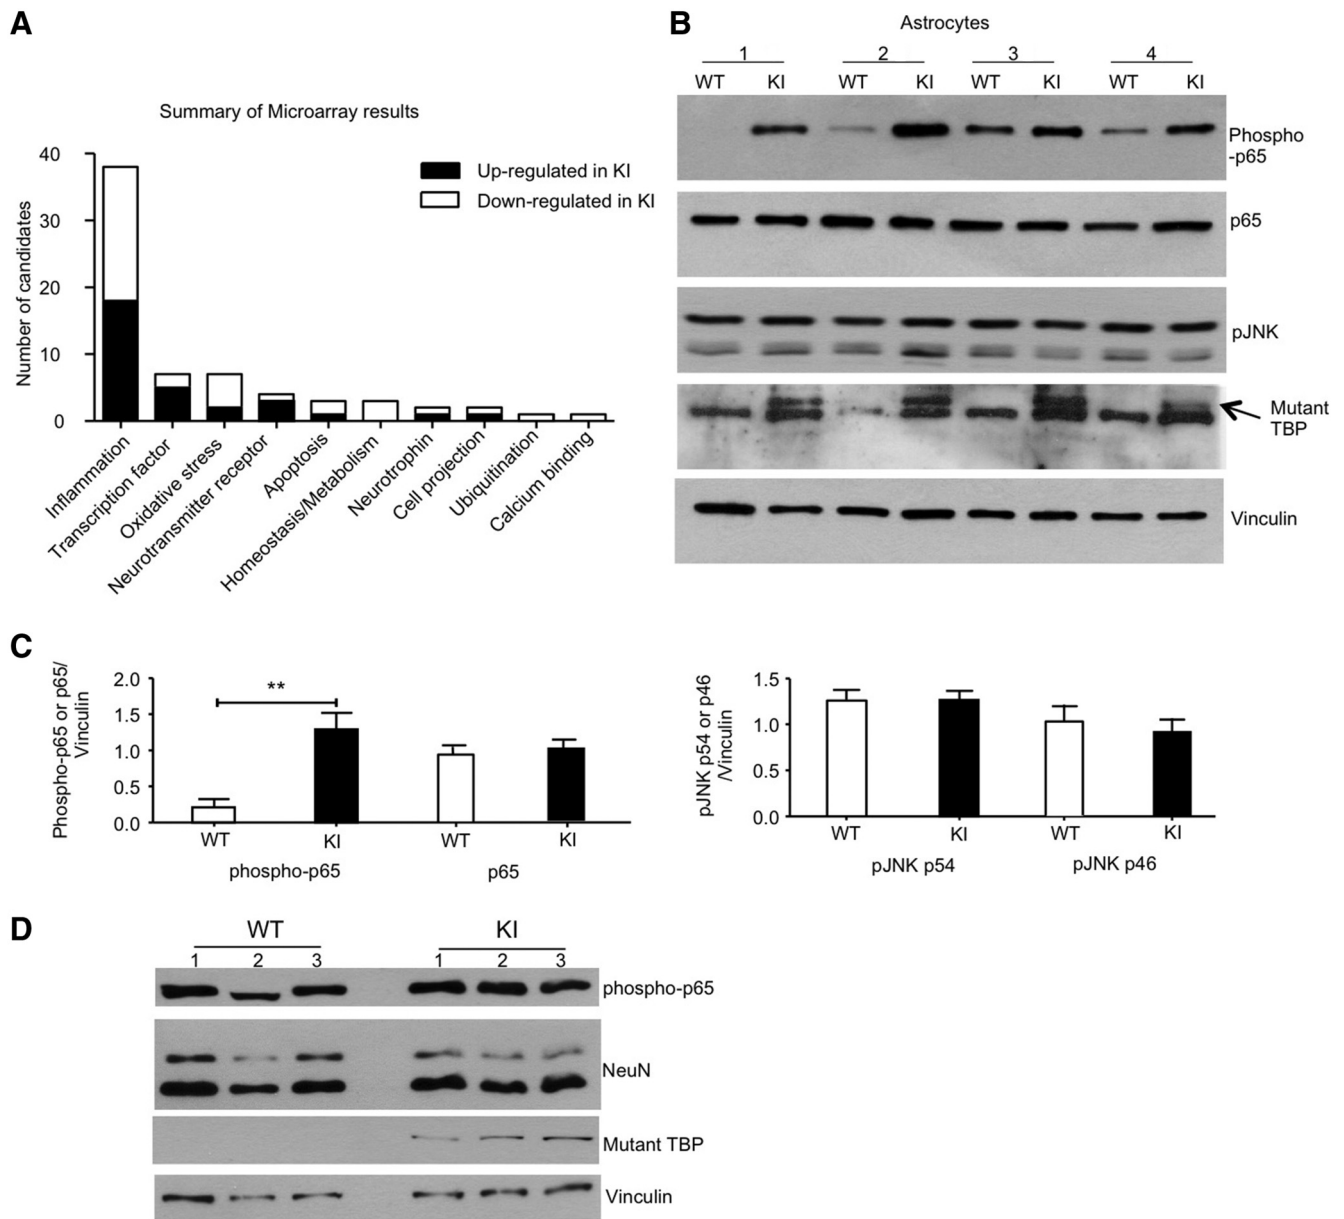 A
Summary of Microarray results
Number of candidates
40
30
20
10
0
Up-regulated in KI
Down-regulated in KI
Inflammation
Transcription factor
Oxidative stress
Neurotransmitter receptor
Apoptosis
Homeostasis/Metabolism
Neurotrophin
Cell projection
Ubiquitination
Calcium binding
B
Astrocytes
1 2 3 4
WT KI WT KI WT KI WT KI
Phospho
-p65
p65
pJNK
Mutant
TBP
Vinculin
C
Phospho-p65 or p65/
Vinculin
2.0
1.5
1.0
0.5
0.0
**
WT KI WT KI
phospho-p65 p65
pJNK p54 or p46
/Vinculin
1.5
1.0
0.5
0.0
WT KI WT KI
pJNK p54 pJNK p46
D
WT KI
1 2 3 1 2 3
phospho-p65
NeuN
Mutant TBP
Vinculin